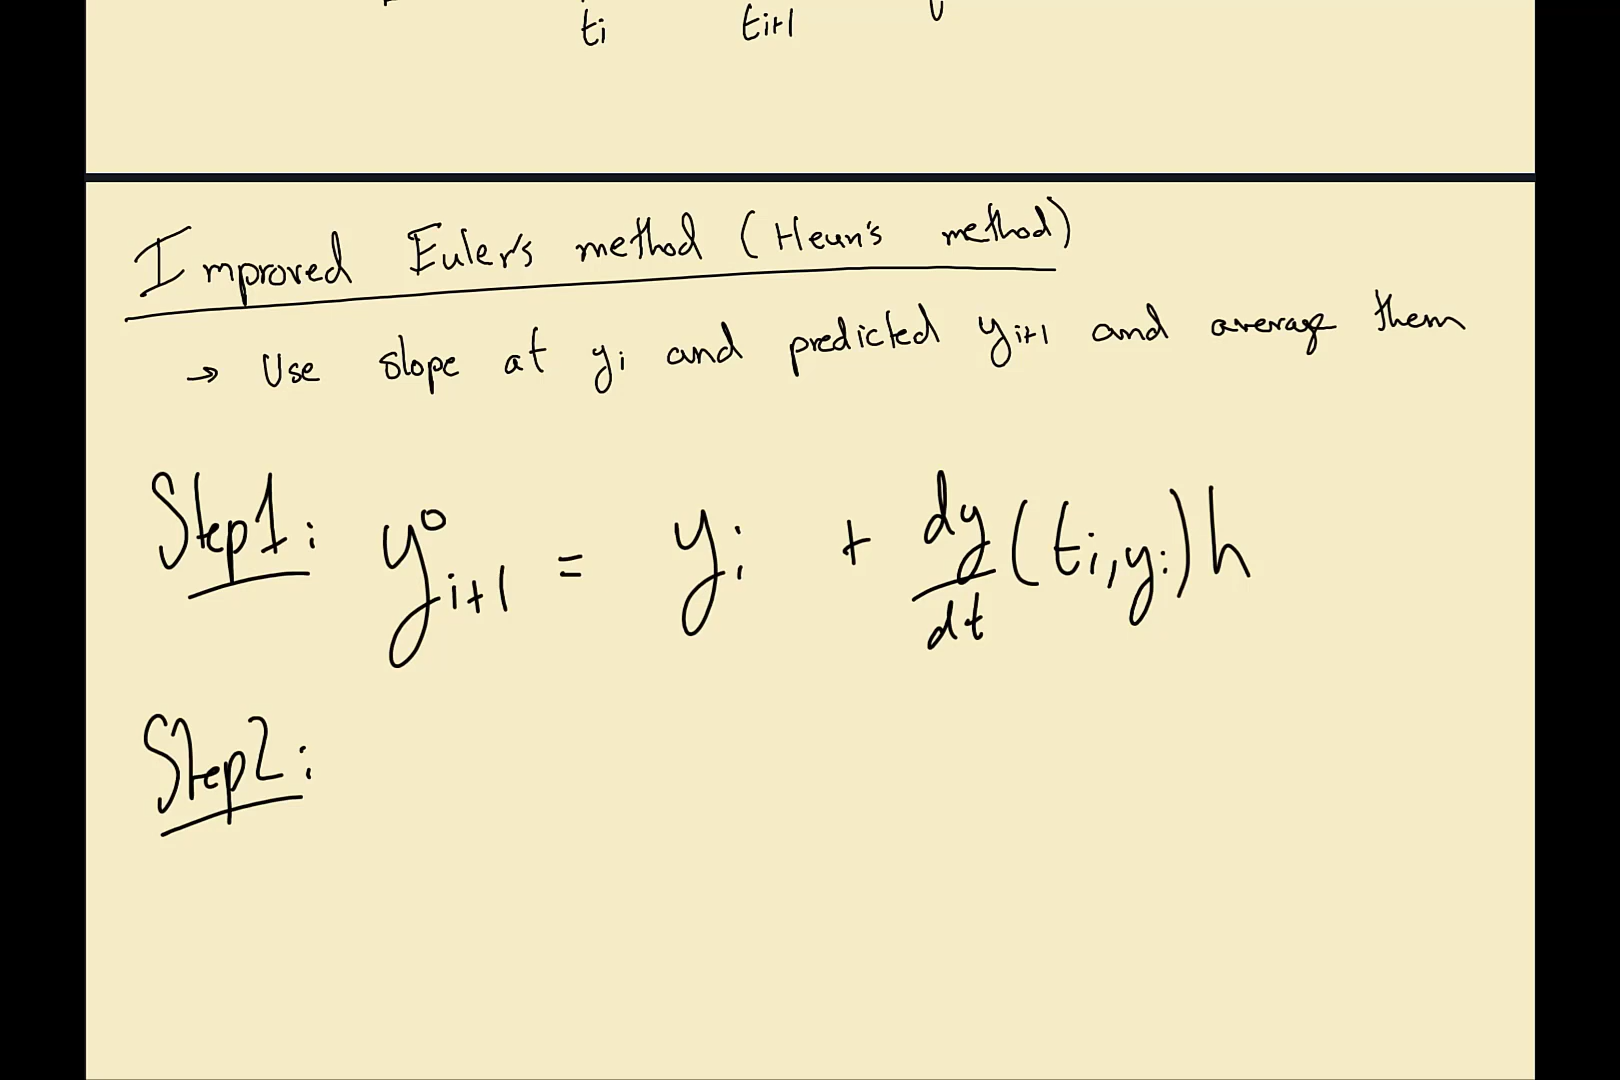 ti ti+1
Improved Euler's method (Heun's method)
→ Use slope at yi and predicted yi+1 and average them
Step1: y⁰i+1 = yi + dy/dt (ti, yi)h
Step2: